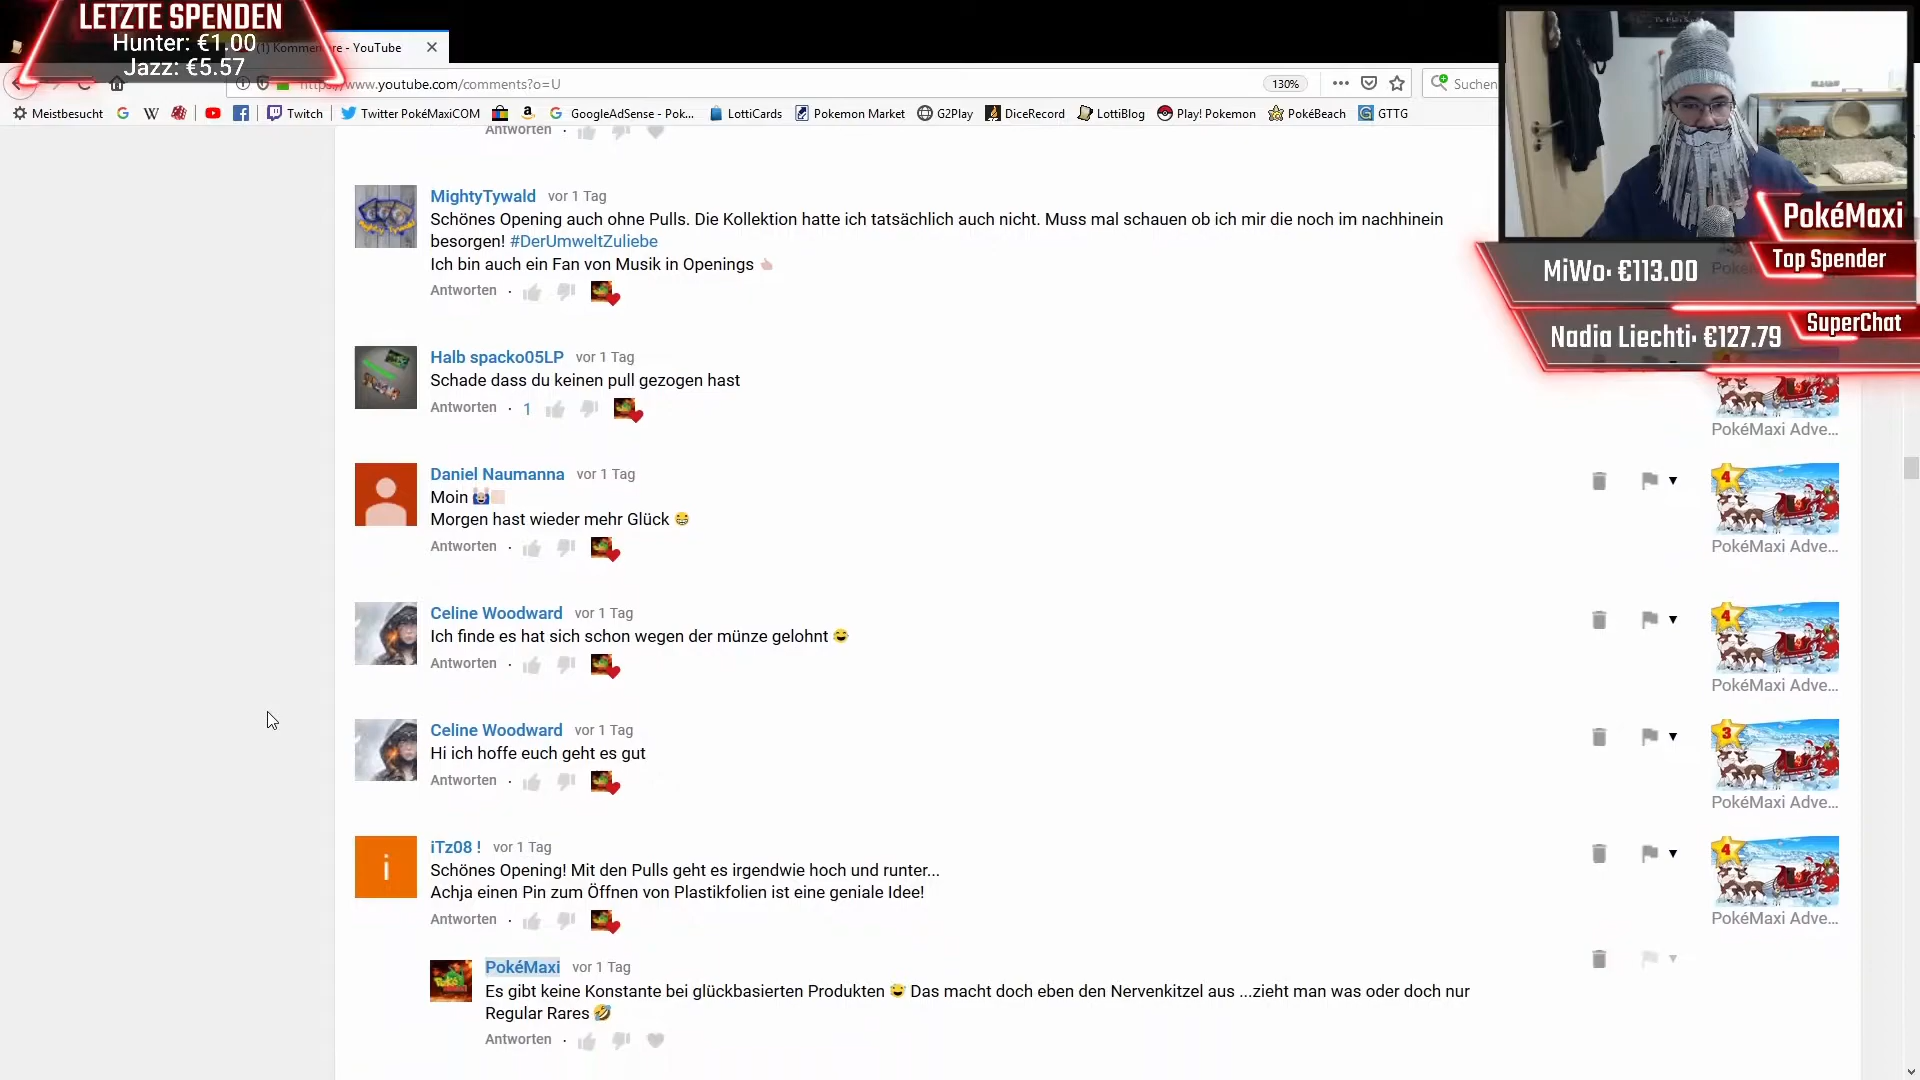 LETZTE SPENDEN
Hunter: €1.00
Jazz: €5.57
(1) Kommentare - YouTube
https://www.youtube.com/comments?o=U
130%
Suchen
Meistbesucht
Twitch
Twitter PokéMaxiCOM
GoogleAdSense - Pok...
LottiCards
Pokemon Market
G2Play
DiceRecord
LottiBlog
Play! Pokemon
PokéBeach
GTTG
PokéMaxi
Top Spender
MiWo: €113.00
SuperChat
Nadia Liechti: €127.79
Antworten
MightyTywald vor 1 Tag
Schönes Opening auch ohne Pulls. Die Kollektion hatte ich tatsächlich auch nicht. Muss mal schauen ob ich mir die noch im nachhinein
besorgen! #DerUmweltZuliebe
Ich bin auch ein Fan von Musik in Openings
Antworten
Halb spacko05LP vor 1 Tag
Schade dass du keinen pull gezogen hast
Antworten · 1
PokéMaxi Adve...
Daniel Naumanna vor 1 Tag
Moin
Morgen hast wieder mehr Glück 😁
Antworten
4
PokéMaxi Adve...
Celine Woodward vor 1 Tag
Ich finde es hat sich schon wegen der münze gelohnt 😂
Antworten
4
PokéMaxi Adve...
Celine Woodward vor 1 Tag
Hi ich hoffe euch geht es gut
Antworten
3
PokéMaxi Adve...
iTz08 ! vor 1 Tag
i
Schönes Opening! Mit den Pulls geht es irgendwie hoch und runter...
Achja einen Pin zum Öffnen von Plastikfolien ist eine geniale Idee!
Antworten
4
PokéMaxi Adve...
PokéMaxi vor 1 Tag
Es gibt keine Konstante bei glückbasierten Produkten 😅 Das macht doch eben den Nervenkitzel aus ...zieht man was oder doch nur
Regular Rares 🤣
Antworten